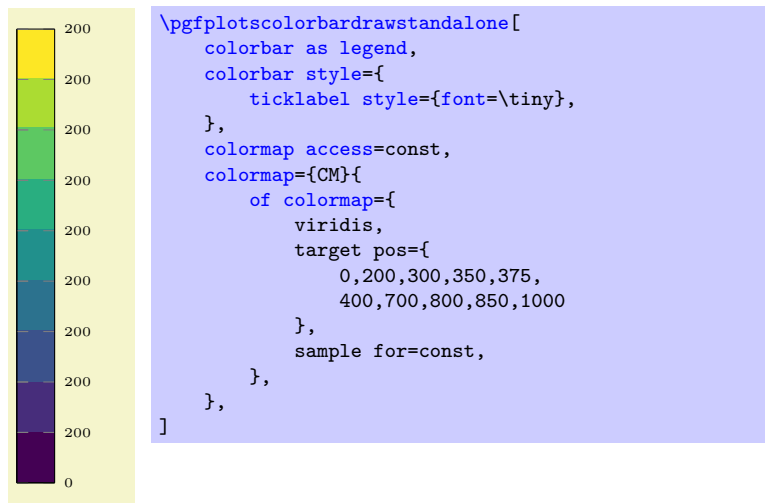 200
200
200
200
200
200
200
200
200
0
\pgfplotscolorbardrawstandalone[
    colorbar as legend,
    colorbar style={
        ticklabel style={font=\tiny},
    },
    colormap access=const,
    colormap={CM}{
        of colormap={
            viridis,
            target pos={
                0,200,300,350,375,
                400,700,800,850,1000
            },
            sample for=const,
        },
    },
]